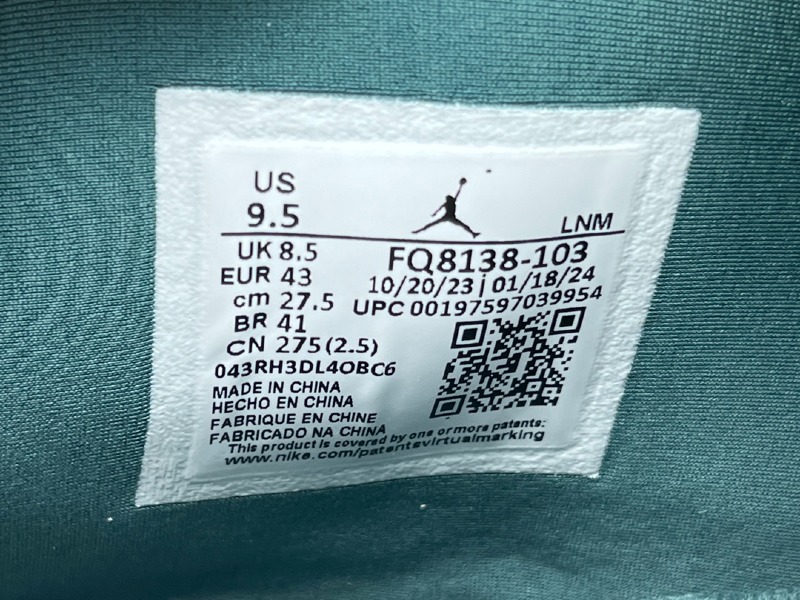 US
9.5
LNM
UK 8.5
FQ8138-103
EUR 43
10/20/23 | 01/18/24
cm 27.5
UPC 00197597039954
BR 41
CN 275(2.5)
043RH3DL4OBC6
MADE IN CHINA
HECHO EN CHINA
FABRIQUE EN CHINE
FABRICADO NA CHINA
This product is covered by one or more patents:
www.nike.com/patentsvirtualmarking